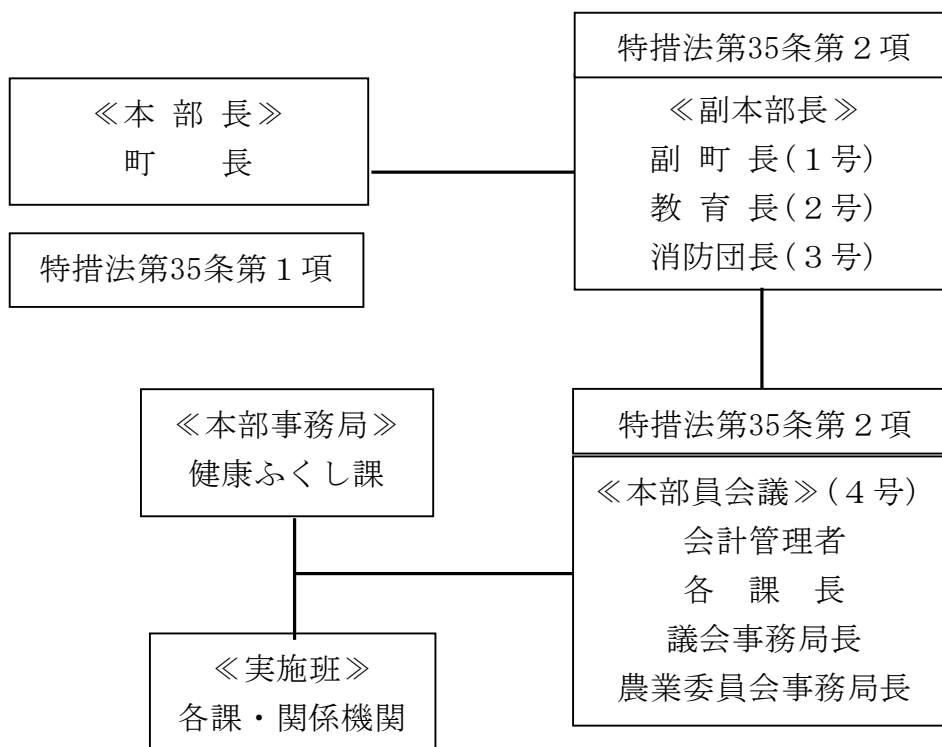 ≪本 部 長≫
町　　長
特措法第35条第１項
特措法第35条第２項
≪副本部長≫
副 町 長(１号)
教 育 長(２号)
消防団長(３号)
特措法第35条第２項
≪本部員会議≫(４号)
会計管理者
各　課　長
議会事務局長
農業委員会事務局長
≪本部事務局≫
健康ふくし課
≪実施班≫
各課・関係機関